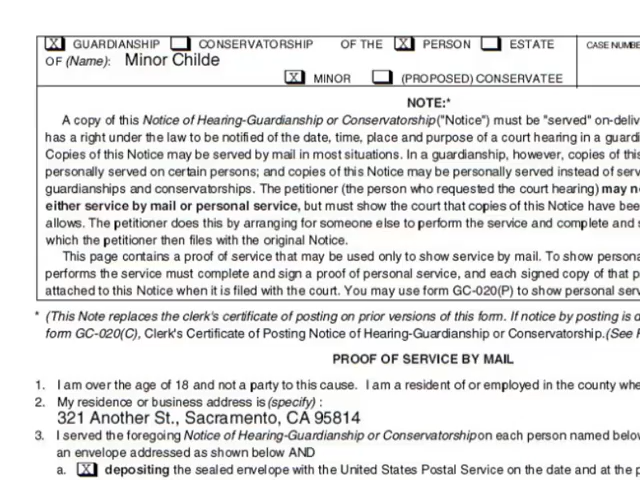 X GUARDIANSHIP CONSERVATORSHIP OF THE X PERSON ESTATE CASE NUMBE
OF (Name): Minor Childe
X MINOR (PROPOSED) CONSERVATEE
NOTE:*
A copy of this Notice of Hearing-Guardianship or Conservatorship("Notice") must be "served" on-deliv
has a right under the law to be notified of the date, time, place and purpose of a court hearing in a guardi
Copies of this Notice may be served by mail in most situations. In a guardianship, however, copies of this
personally served on certain persons; and copies of this Notice may be personally served instead of serv
guardianships and conservatorships. The petitioner (the person who requested the court hearing) may n
either service by mail or personal service, but must show the court that copies of this Notice have bee
allows. The petitioner does this by arranging for someone else to perform the service and complete and s
which the petitioner then files with the original Notice.
This page contains a proof of service that may be used only to show service by mail. To show persona
performs the service must complete and sign a proof of personal service, and each signed copy of that p
attached to this Notice when it is filed with the court. You may use form GC-020(P) to show personal serv
* (This Note replaces the clerk's certificate of posting on prior versions of this form. If notice by posting is d
form GC-020(C), Clerk's Certificate of Posting Notice of Hearing-Guardianship or Conservatorship.(See
PROOF OF SERVICE BY MAIL
1. I am over the age of 18 and not a party to this cause. I am a resident of or employed in the county whe
2. My residence or business address is (specify) :
321 Another St., Sacramento, CA 95814
3. I served the foregoing Notice of Hearing-Guardianship or Conservatorshipon each person named below
an envelope addressed as shown below AND
a. X depositing the sealed envelope with the United States Postal Service on the date and at the p